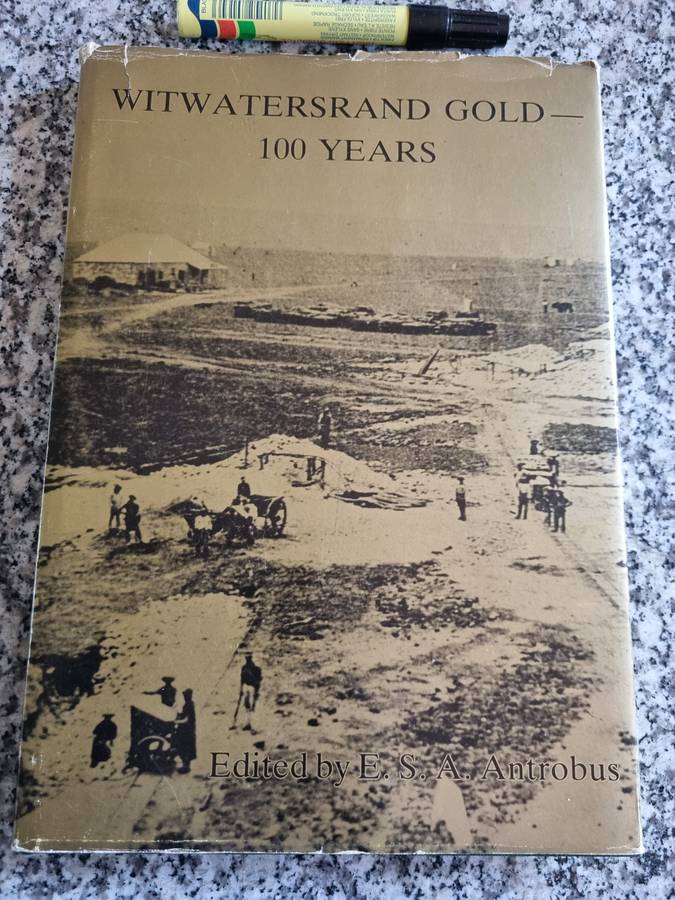 WITWATERSRAND GOLD—
100 YEARS
Edited by E. S. A. Antrobus